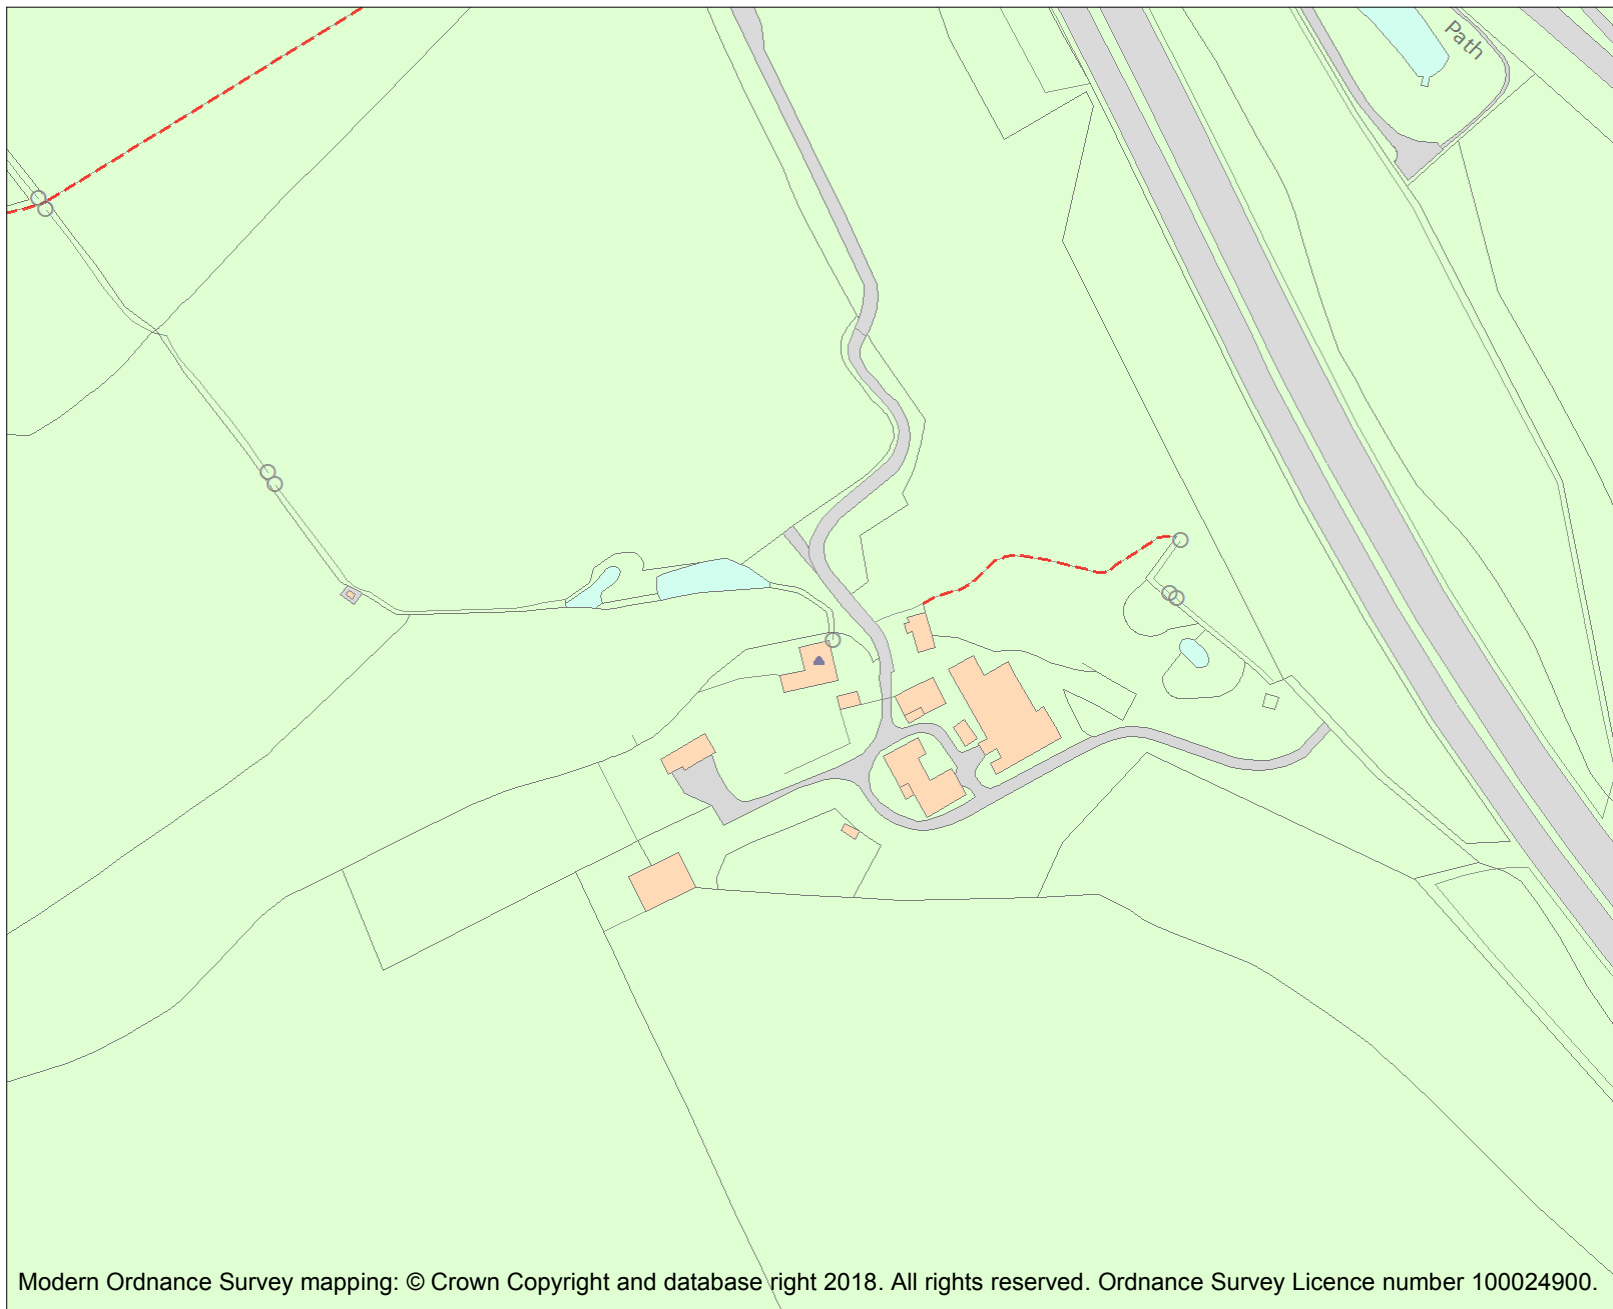 Path
Modern Ordnance Survey mapping: © Crown Copyright and database right 2018. All rights reserved. Ordnance Survey Licence number 100024900.